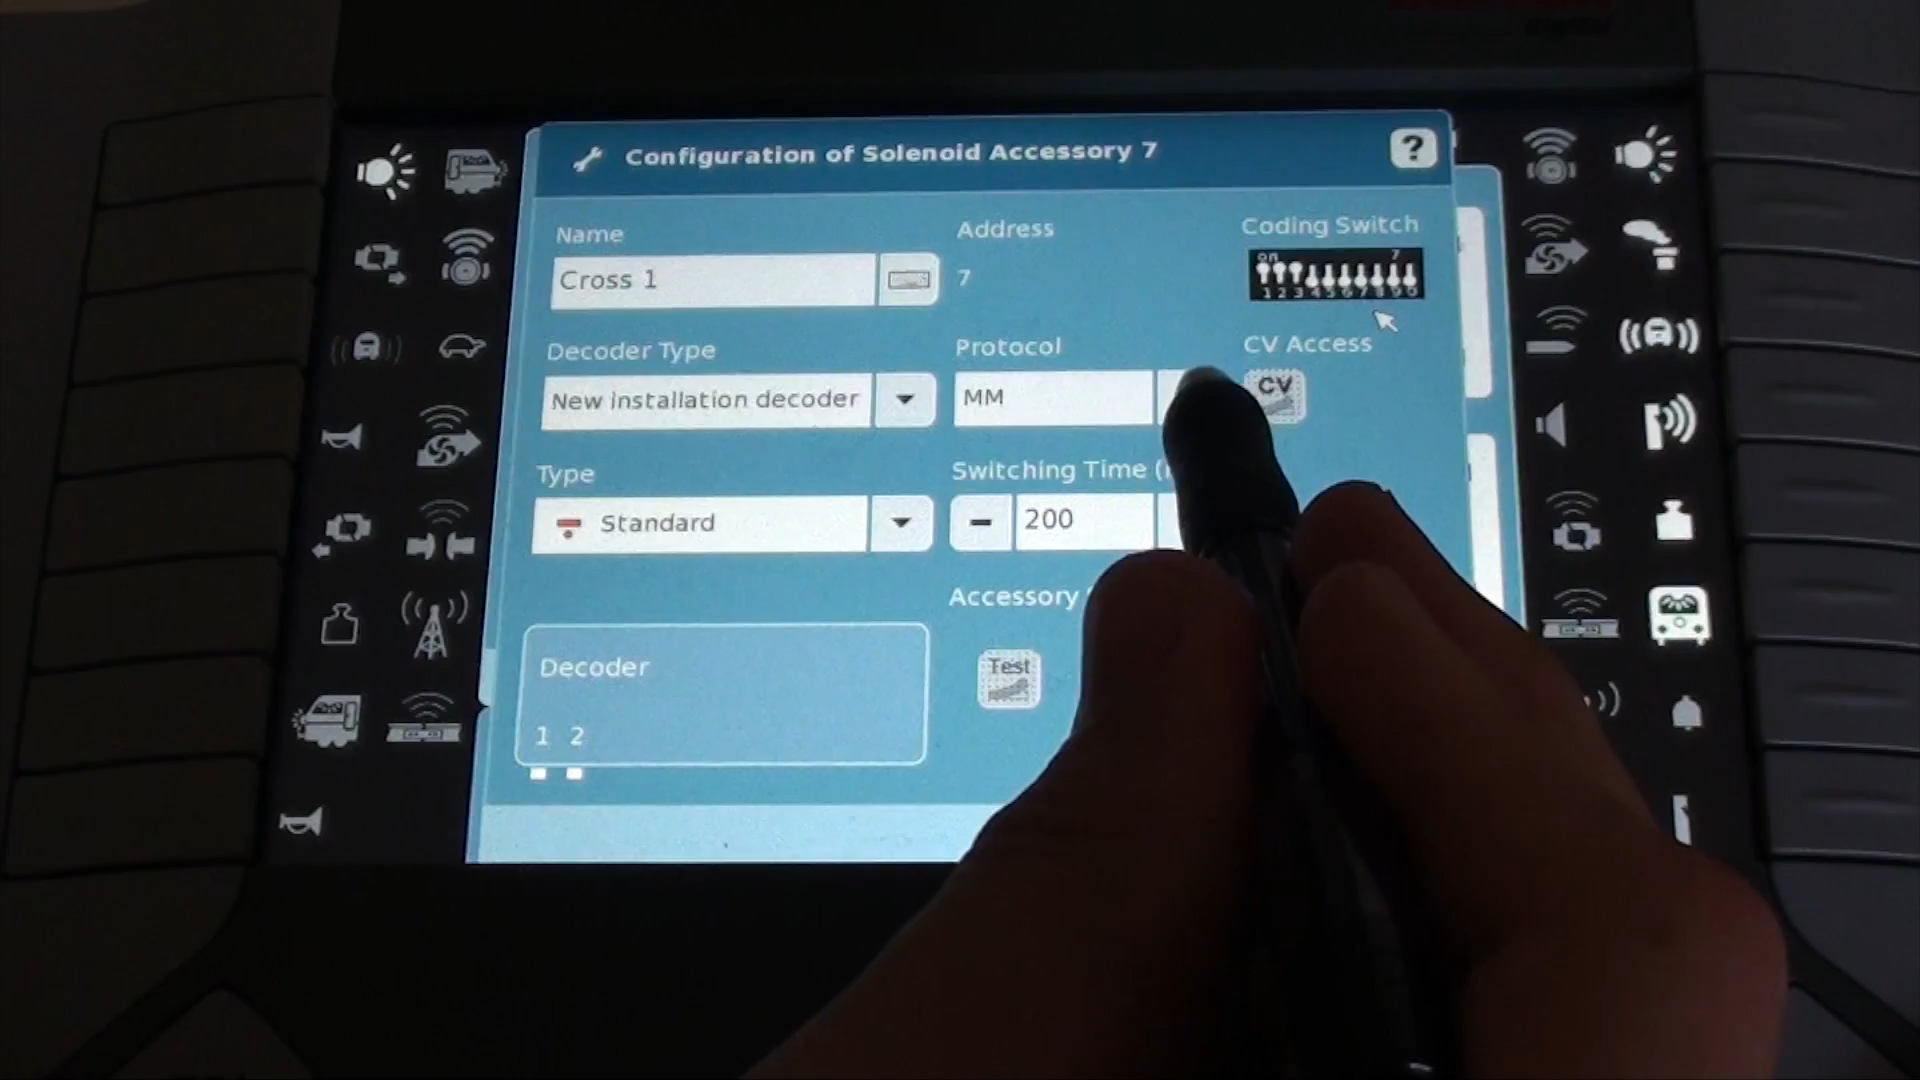 Digital
Configuration of Solenoid Accessory 7
?
Name
Address
Coding Switch
Cross 1
7
on 7
1 2 3 4 5 6 7 8 9 0
Decoder Type
Protocol
CV Access
New installation decoder
MM
CV
Type
Switching Time (
Standard
200
Accessory
Decoder
Test
1 2